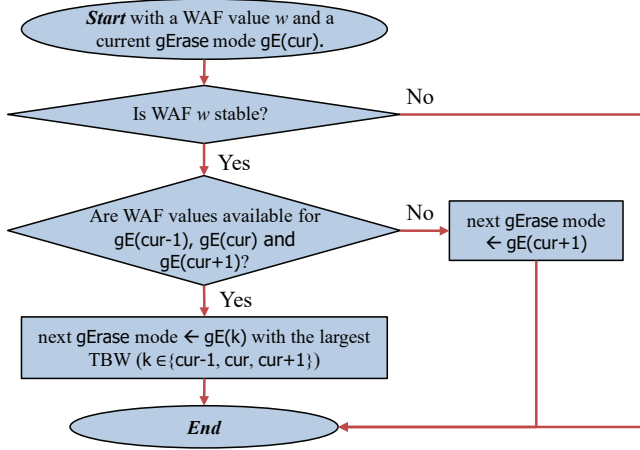 Start with a WAF value w and a
current gErase mode gE(cur).
Is WAF w stable?
No
Yes
Are WAF values available for
gE(cur-1), gE(cur) and
gE(cur+1)?
No
next gErase mode
← gE(cur+1)
Yes
next gErase mode ← gE(k) with the largest
TBW (k ∈{cur-1, cur, cur+1})
End